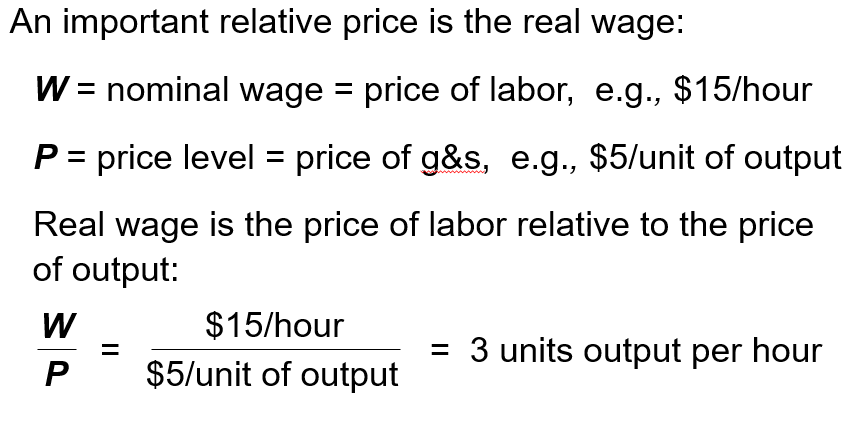 An important relative price is the real wage:
W = nominal wage = price of labor, e.g., $15/hour
P = price level = price of g&s, e.g., $5/unit of output
Real wage is the price of labor relative to the price
of output:
W
P
=
$15/hour
$5/unit of output
= 3 units output per hour